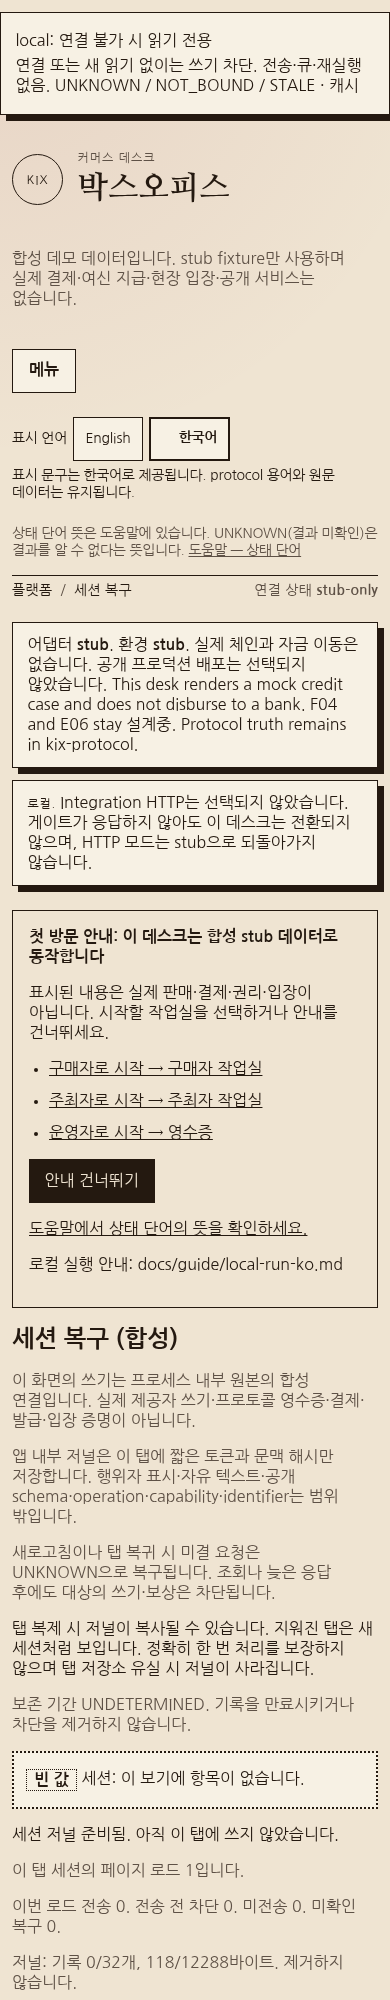 local: 연결 불가 시 읽기 전용
연결 또는 새 읽기 없이는 쓰기 차단. 전송·큐·재실행
없음. UNKNOWN / NOT_BOUND / STALE · 캐시
커머스 데스크
KIX
박스오피스
합성 데모 데이터입니다. stub fixture만 사용하며
실제 결제·여신 지급·현장 입장·공개 서비스는
없습니다.
메뉴
표시 언어 English 한국어
표시 문구는 한국어로 제공됩니다. protocol 용어와 원문
데이터는 유지됩니다.
상태 단어 뜻은 도움말에 있습니다. UNKNOWN(결과 미확인)은
결과를 알 수 없다는 뜻입니다. 도움말 — 상태 단어
플랫폼 / 세션 복구 연결 상태 stub-only
어댑터 stub. 환경 stub. 실제 체인과 자금 이동은
없습니다. 공개 프로덕션 배포는 선택되지
않았습니다. This desk renders a mock credit
case and does not disburse to a bank. F04
and E06 stay 설계중. Protocol truth remains
in kix-protocol.
로컬. Integration HTTP는 선택되지 않았습니다.
게이트가 응답하지 않아도 이 데스크는 전환되지
않으며, HTTP 모드는 stub으로 되돌아가지
않습니다.
첫 방문 안내: 이 데스크는 합성 stub 데이터로
동작합니다
표시된 내용은 실제 판매·결제·권리·입장이
아닙니다. 시작할 작업실을 선택하거나 안내를
건너뛰세요.
• 구매자로 시작 → 구매자 작업실
• 주최자로 시작 → 주최자 작업실
• 운영자로 시작 → 영수증
안내 건너뛰기
도움말에서 상태 단어의 뜻을 확인하세요.
로컬 실행 안내: docs/guide/local-run-ko.md
세션 복구 (합성)
이 화면의 쓰기는 프로세스 내부 원본의 합성
연결입니다. 실제 제공자 쓰기·프로토콜 영수증·결제·
발급·입장 증명이 아닙니다.
앱 내부 저널은 이 탭에 짧은 토큰과 문맥 해시만
저장합니다. 행위자 표시·자유 텍스트·공개
schema·operation·capability·identifier는 범위
밖입니다.
새로고침이나 탭 복귀 시 미결 요청은
UNKNOWN으로 복구됩니다. 조회나 늦은 응답
후에도 대상의 쓰기·보상은 차단됩니다.
탭 복제 시 저널이 복사될 수 있습니다. 지워진 탭은 새
세션처럼 보입니다. 정확히 한 번 처리를 보장하지
않으며 탭 저장소 유실 시 저널이 사라집니다.
보존 기간 UNDETERMINED. 기록을 만료시키거나
차단을 제거하지 않습니다.
빈 값 세션: 이 보기에 항목이 없습니다.
세션 저널 준비됨. 아직 이 탭에 쓰지 않았습니다.
이 탭 세션의 페이지 로드 1입니다.
이번 로드 전송 0. 전송 전 차단 0. 미전송 0. 미확인
복구 0.
저널: 기록 0/32개, 118/12288바이트. 제거하지
않습니다.